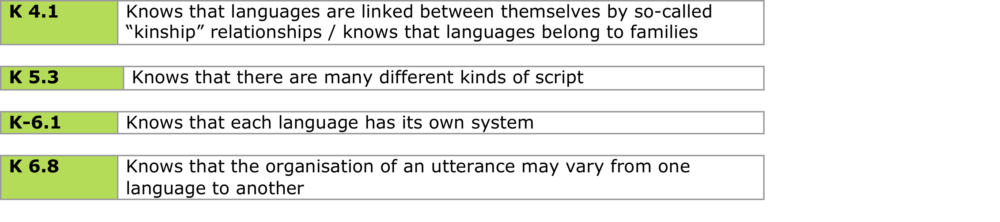 K 4.1 Knows that languages are linked between themselves by so-called
“kinship” relationships / knows that languages belong to families
K 5.3 Knows that there are many different kinds of script
K-6.1 Knows that each language has its own system
K 6.8 Knows that the organisation of an utterance may vary from one
language to another